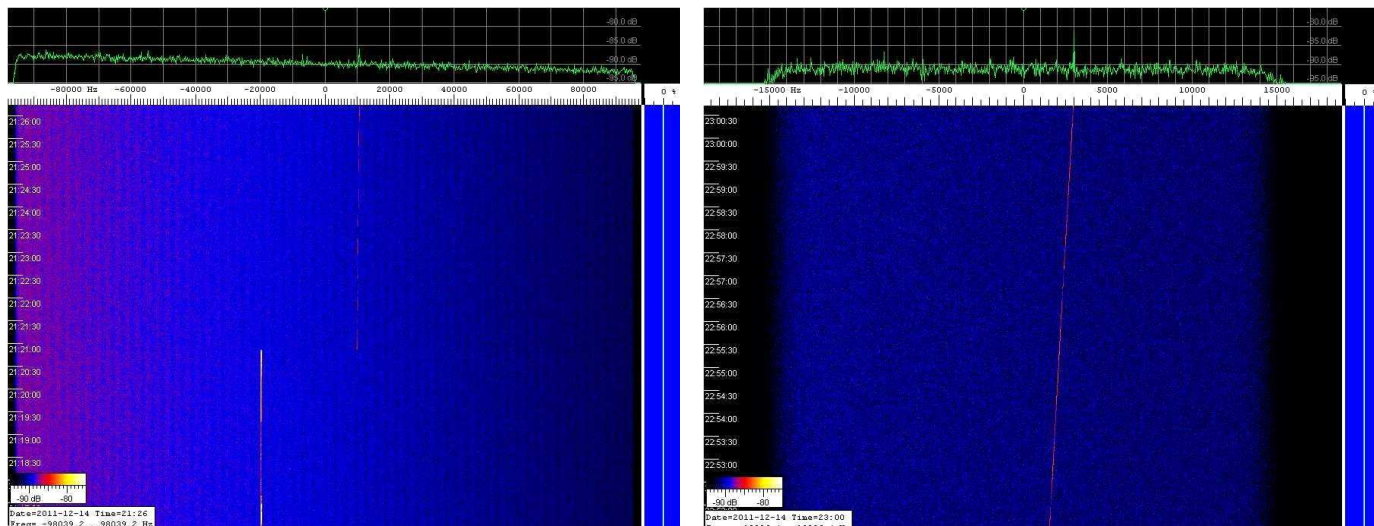 -80.0 dB
-85.0 dB
-90.0 dB
-95.0 dB
-80000 Hz -60000 -40000 -20000 0 20000 40000 60000 80000 0 %
21:26:00
21:25:30
21:25:00
21:24:30
21:24:00
21:23:30
21:23:00
21:22:30
21:22:00
21:21:30
21:21:00
21:20:30
21:20:00
21:19:30
21:19:00
21:18:30
-90 dB -80
Date=2011-12-14 Time=21:26
Freq= -98039.2 .. 98039.2 Hz
-80.0 dB
-85.0 dB
-90.0 dB
-95.0 dB
-15000 Hz -10000 -5000 0 5000 10000 15000 0 %
23:00:30
23:00:00
22:59:30
22:59:00
22:58:30
22:58:00
22:57:30
22:57:00
22:56:30
22:56:00
22:55:30
22:55:00
22:54:30
22:54:00
22:53:30
22:53:00
-90 dB -80
Date=2011-12-14 Time=23:00